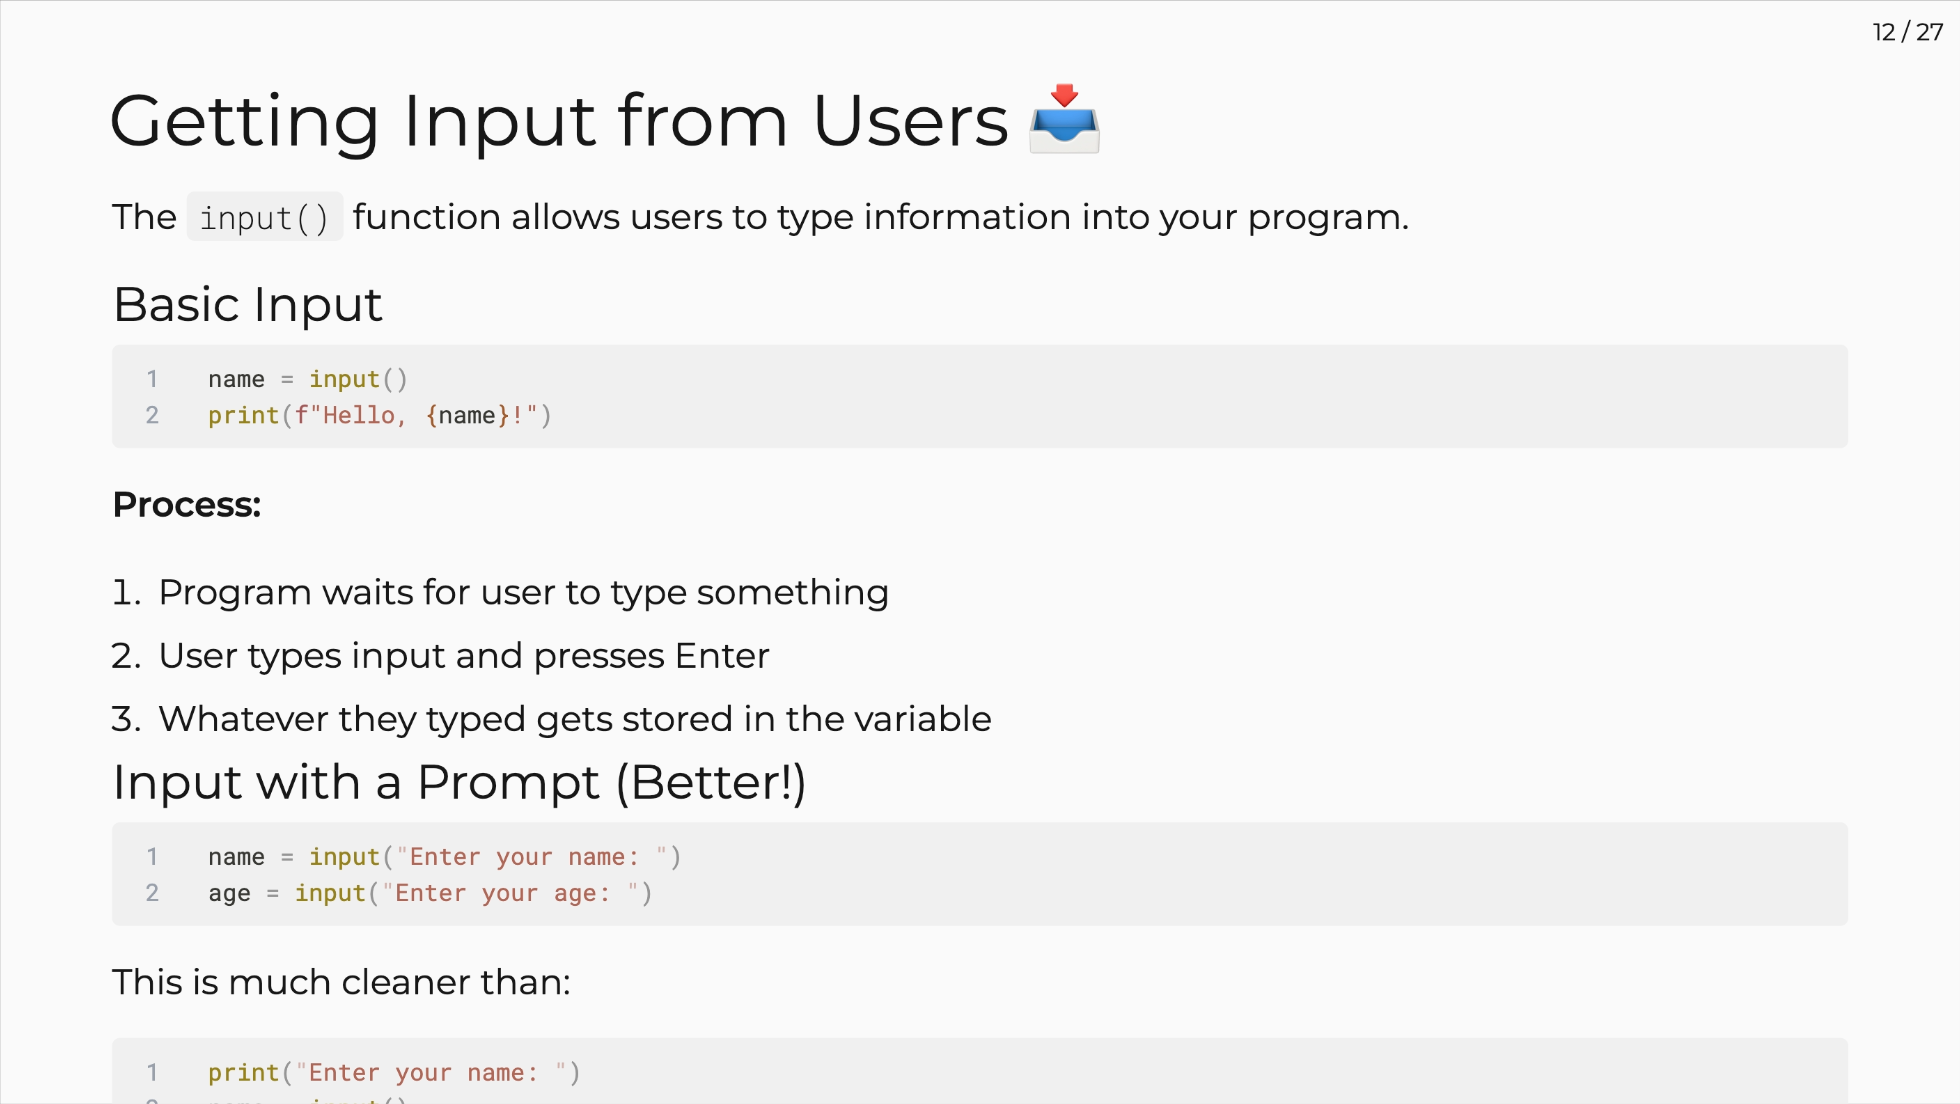 12 / 27
Getting Input from Users 📥
The input() function allows users to type information into your program.
Basic Input
1 name = input()
2 print(f"Hello, {name}!")
Process:
1. Program waits for user to type something
2. User types input and presses Enter
3. Whatever they typed gets stored in the variable
Input with a Prompt (Better!)
1 name = input("Enter your name: ")
2 age = input("Enter your age: ")
This is much cleaner than:
1 print("Enter your name: ")